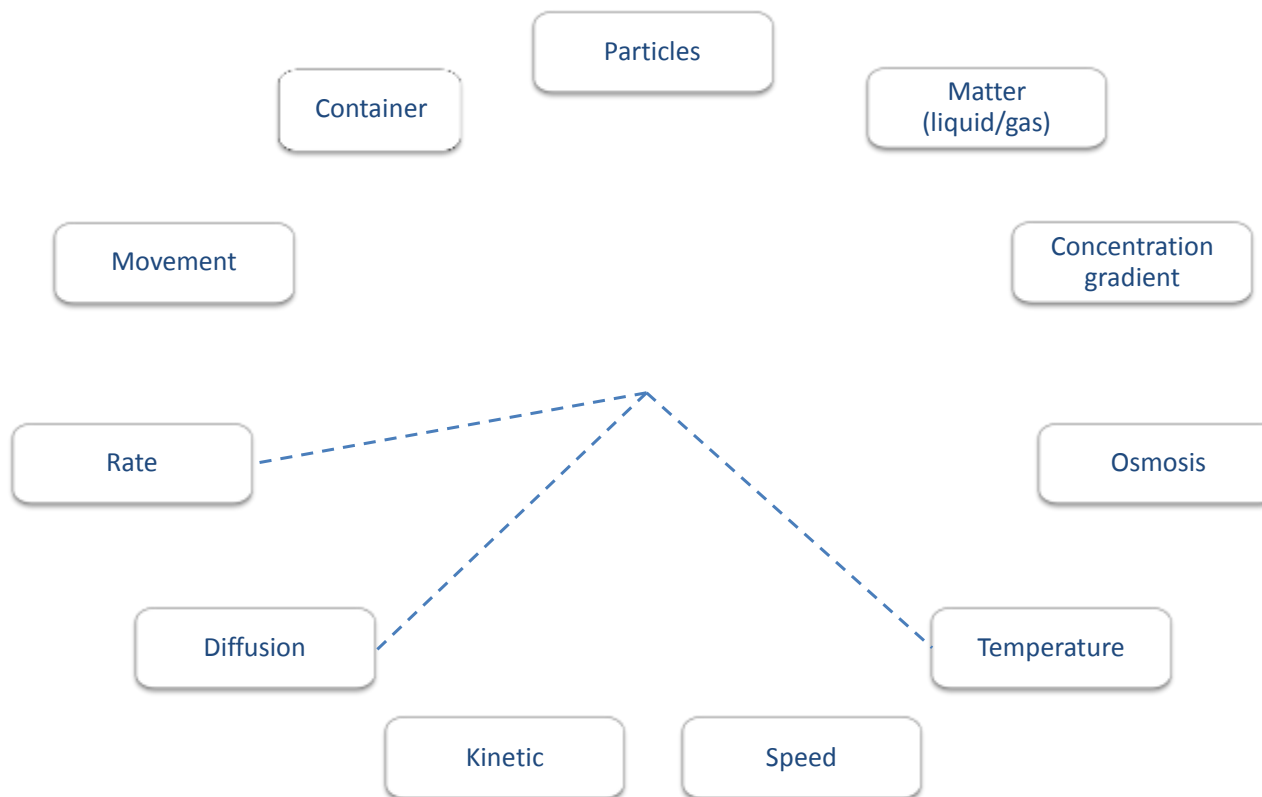 Particles
Container
Matter
(liquid/gas)
Movement
Concentration
gradient
Rate
Osmosis
Diffusion
Temperature
Kinetic
Speed